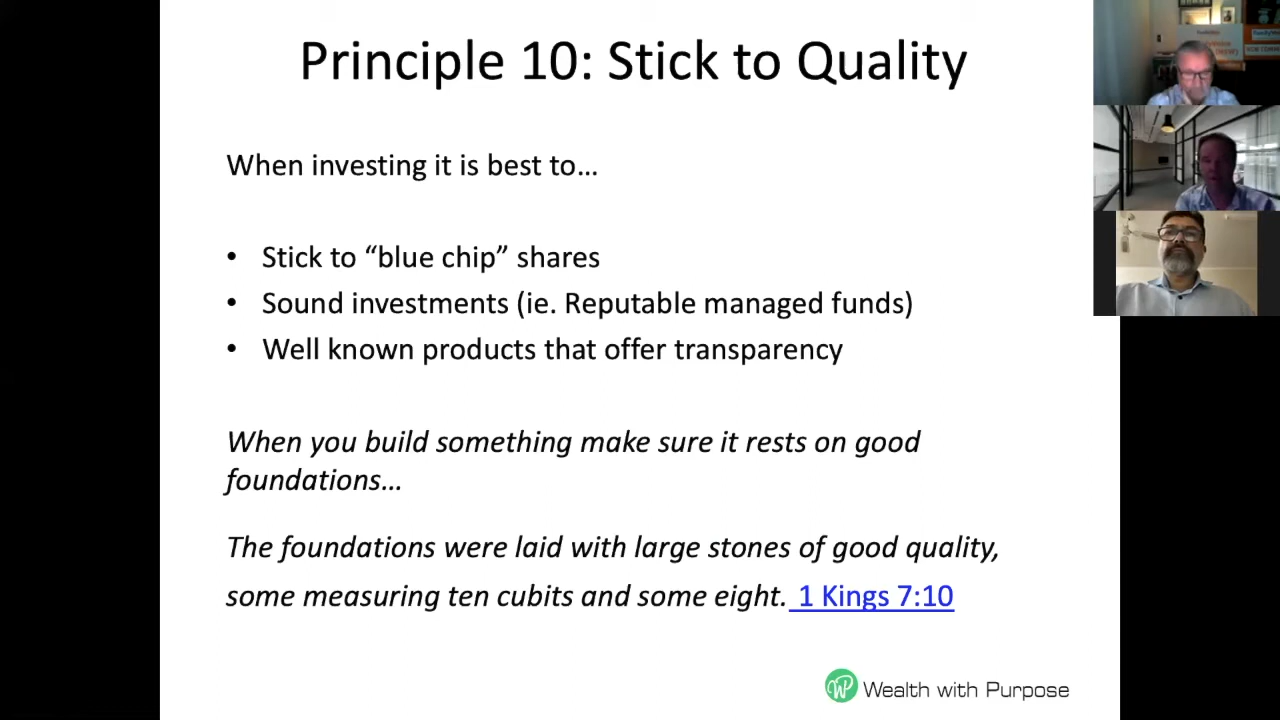 Principle 10: Stick to Quality
When investing it is best to…
• Stick to “blue chip” shares
• Sound investments (ie. Reputable managed funds)
• Well known products that offer transparency
When you build something make sure it rests on good
foundations…
The foundations were laid with large stones of good quality,
some measuring ten cubits and some eight. 1 Kings 7:10
Wealth with Purpose